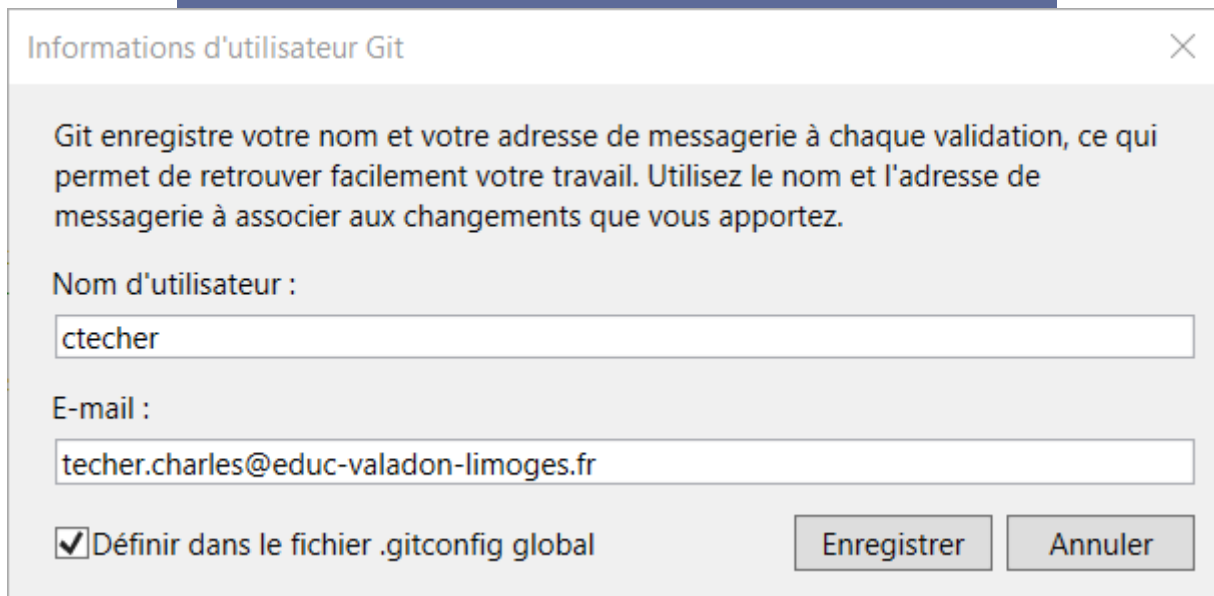 Informations d'utilisateur Git
Git enregistre votre nom et votre adresse de messagerie à chaque validation, ce qui
permet de retrouver facilement votre travail. Utilisez le nom et l'adresse de
messagerie à associer aux changements que vous apportez.
Nom d'utilisateur :
ctecher
E-mail :
techer.charles@educ-valadon-limoges.fr
Définir dans le fichier .gitconfig global
Enregistrer
Annuler